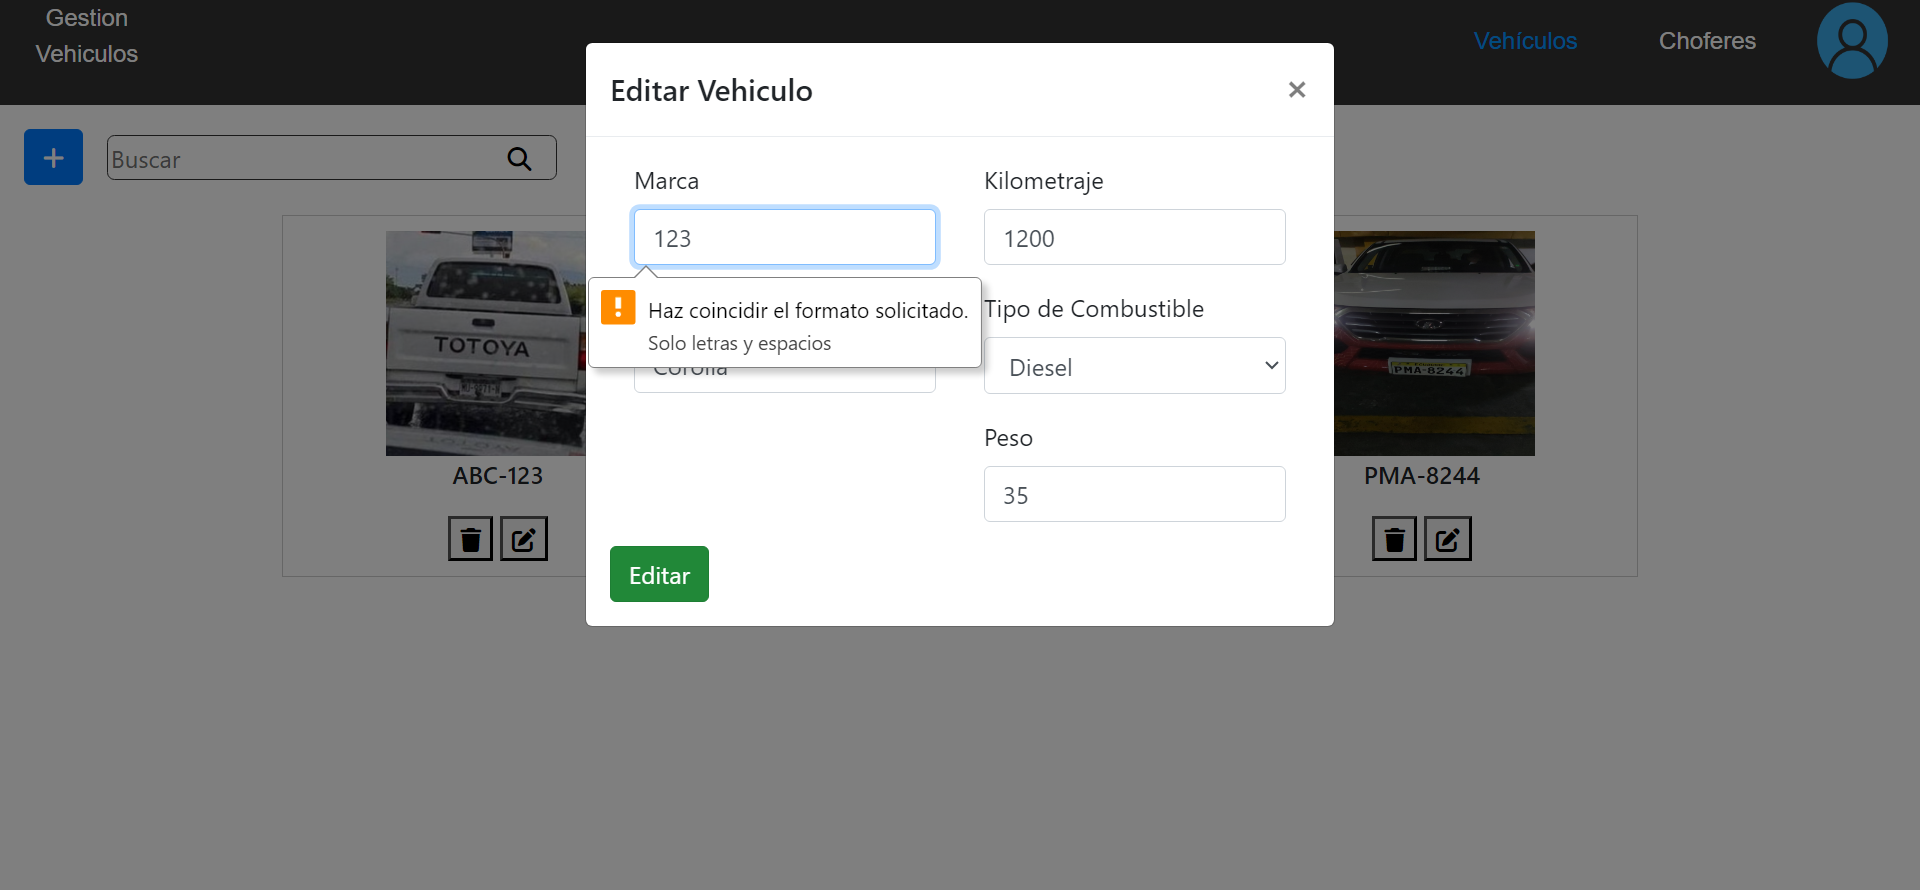 Gestion
Vehiculos
Vehículos
Choferes
Editar Vehiculo
×
Buscar
Marca
Kilometraje
123
1200
Haz coincidir el formato solicitado.
Solo letras y espacios
Tipo de Combustible
Corolla
Diesel
Peso
35
Editar
TOTOYA
PMA-8244
ABC-123
PMA-8244